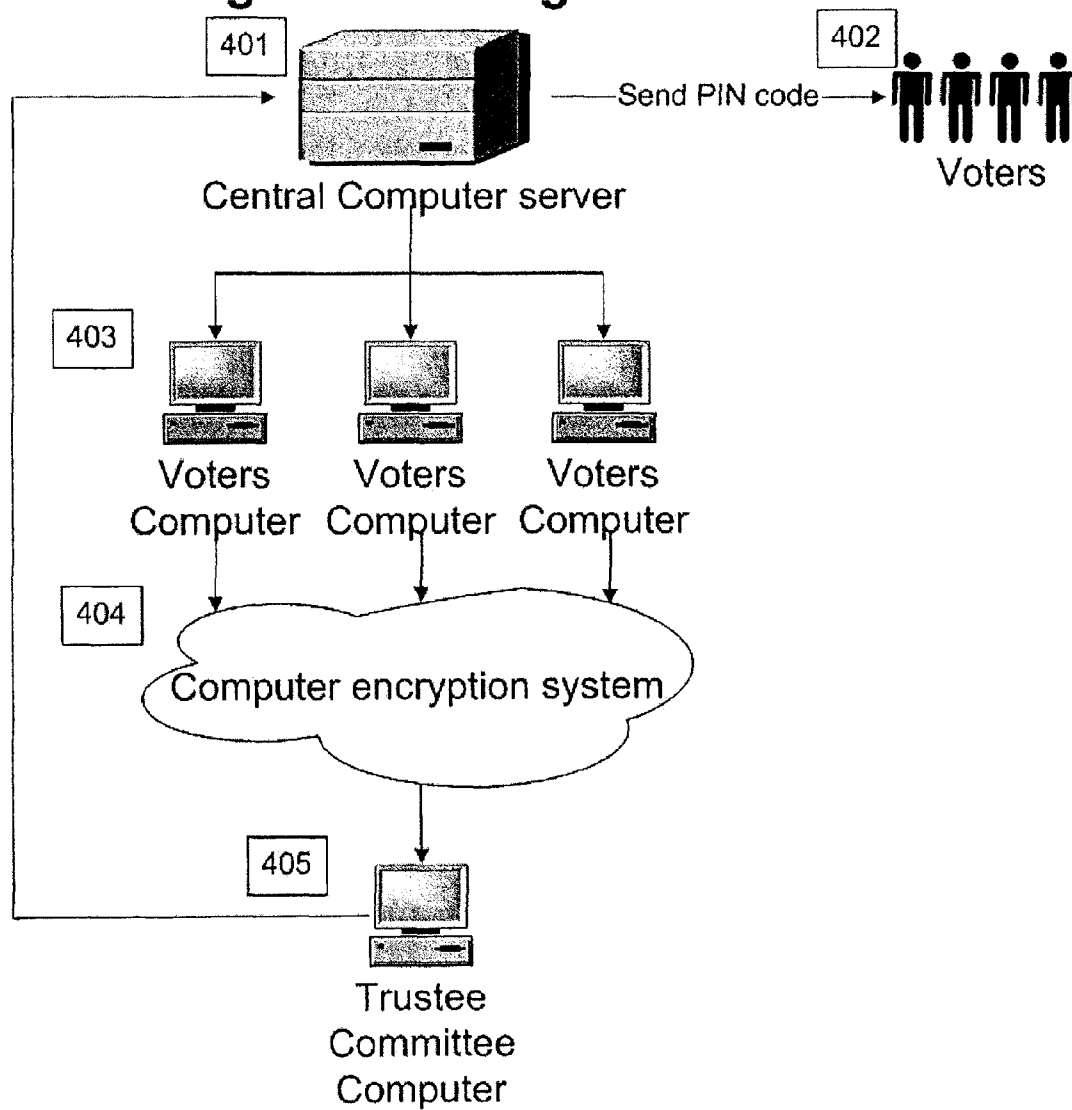 401
402
Send PIN code
Voters
Central Computer server
403
Voters Computer
Voters Computer
Voters Computer
404
Computer encryption system
405
Trustee
Committee
Computer